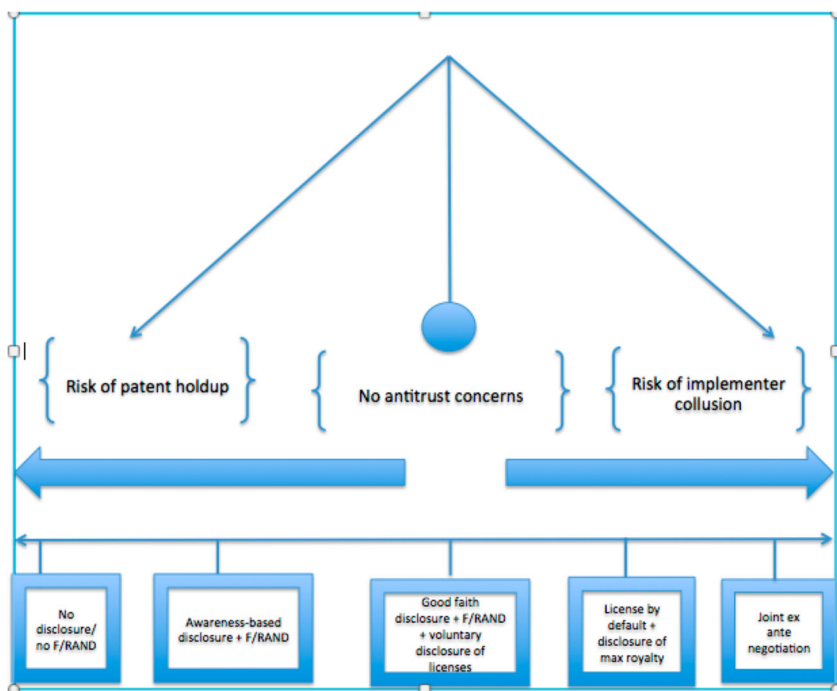 Risk of patent holdup
No antitrust concerns
Risk of implementer
collusion
No
disclosure/
no F/RAND
Awareness-based
disclosure + F/RAND
Good faith
disclosure + F/RAND
+ voluntary
disclosure of
licenses
License by
default +
disclosure of
max royalty
Joint ex
ante
negotiation